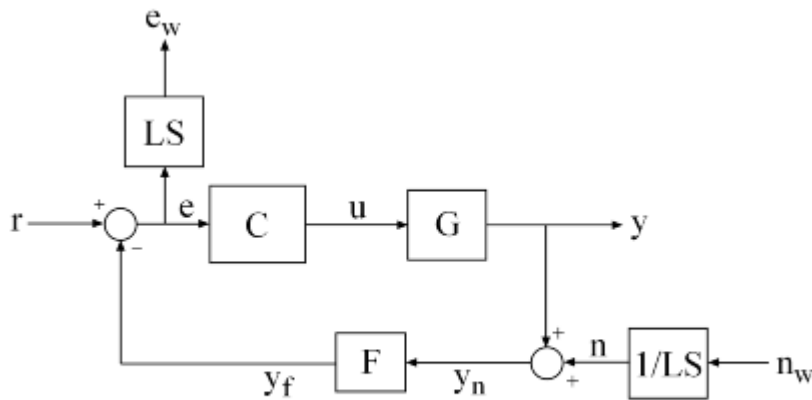 e_w
LS
r
+
−
e
C
u
G
y
+
+
n
1/LS
n_w
y_n
F
y_f